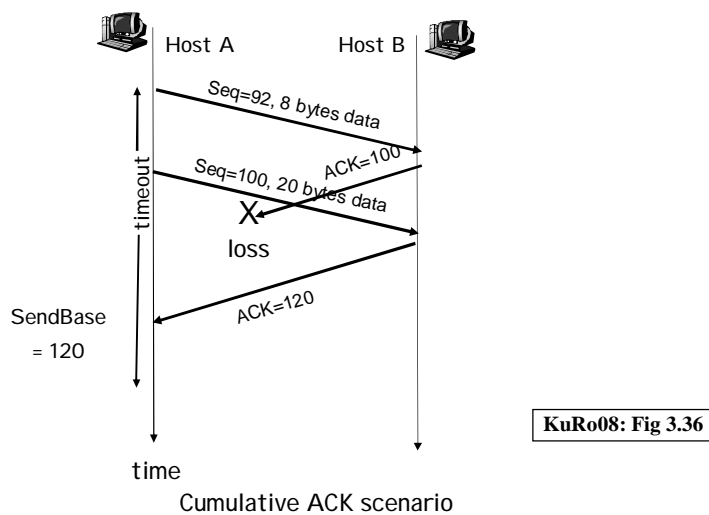 Host A
Host B
Seq=92, 8 bytes data
ACK=100
timeout
Seq=100, 20 bytes data
X
loss
ACK=120
SendBase
= 120
KuRo08: Fig 3.36
time
Cumulative ACK scenario